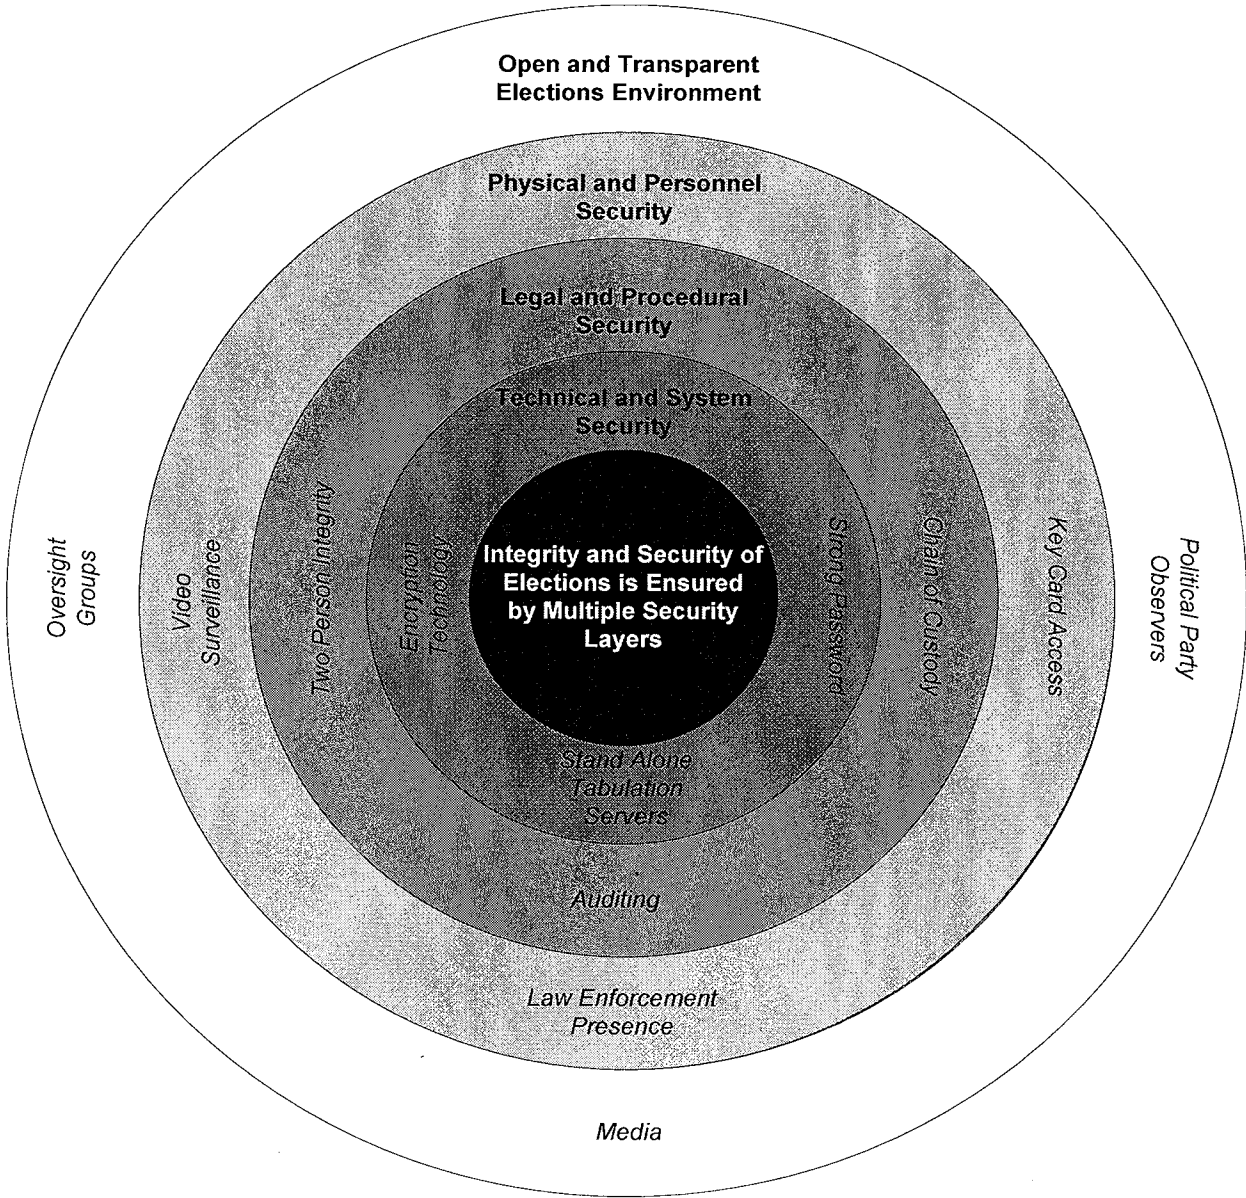 Open and Transparent
Elections Environment
Physical and Personnel
Security
Legal and Procedural
Security
Technical and System
Security
Integrity and Security of
Elections is Ensured
by Multiple Security
Layers
Oversight
Groups
Video
Surveillance
Two Person Integrity
Encryption
Technology
Strong Password
Chain of Custody
Key Card Access
Political Party
Observers
Stand Alone
Tabulation
Servers
Auditing
Law Enforcement
Presence
Media